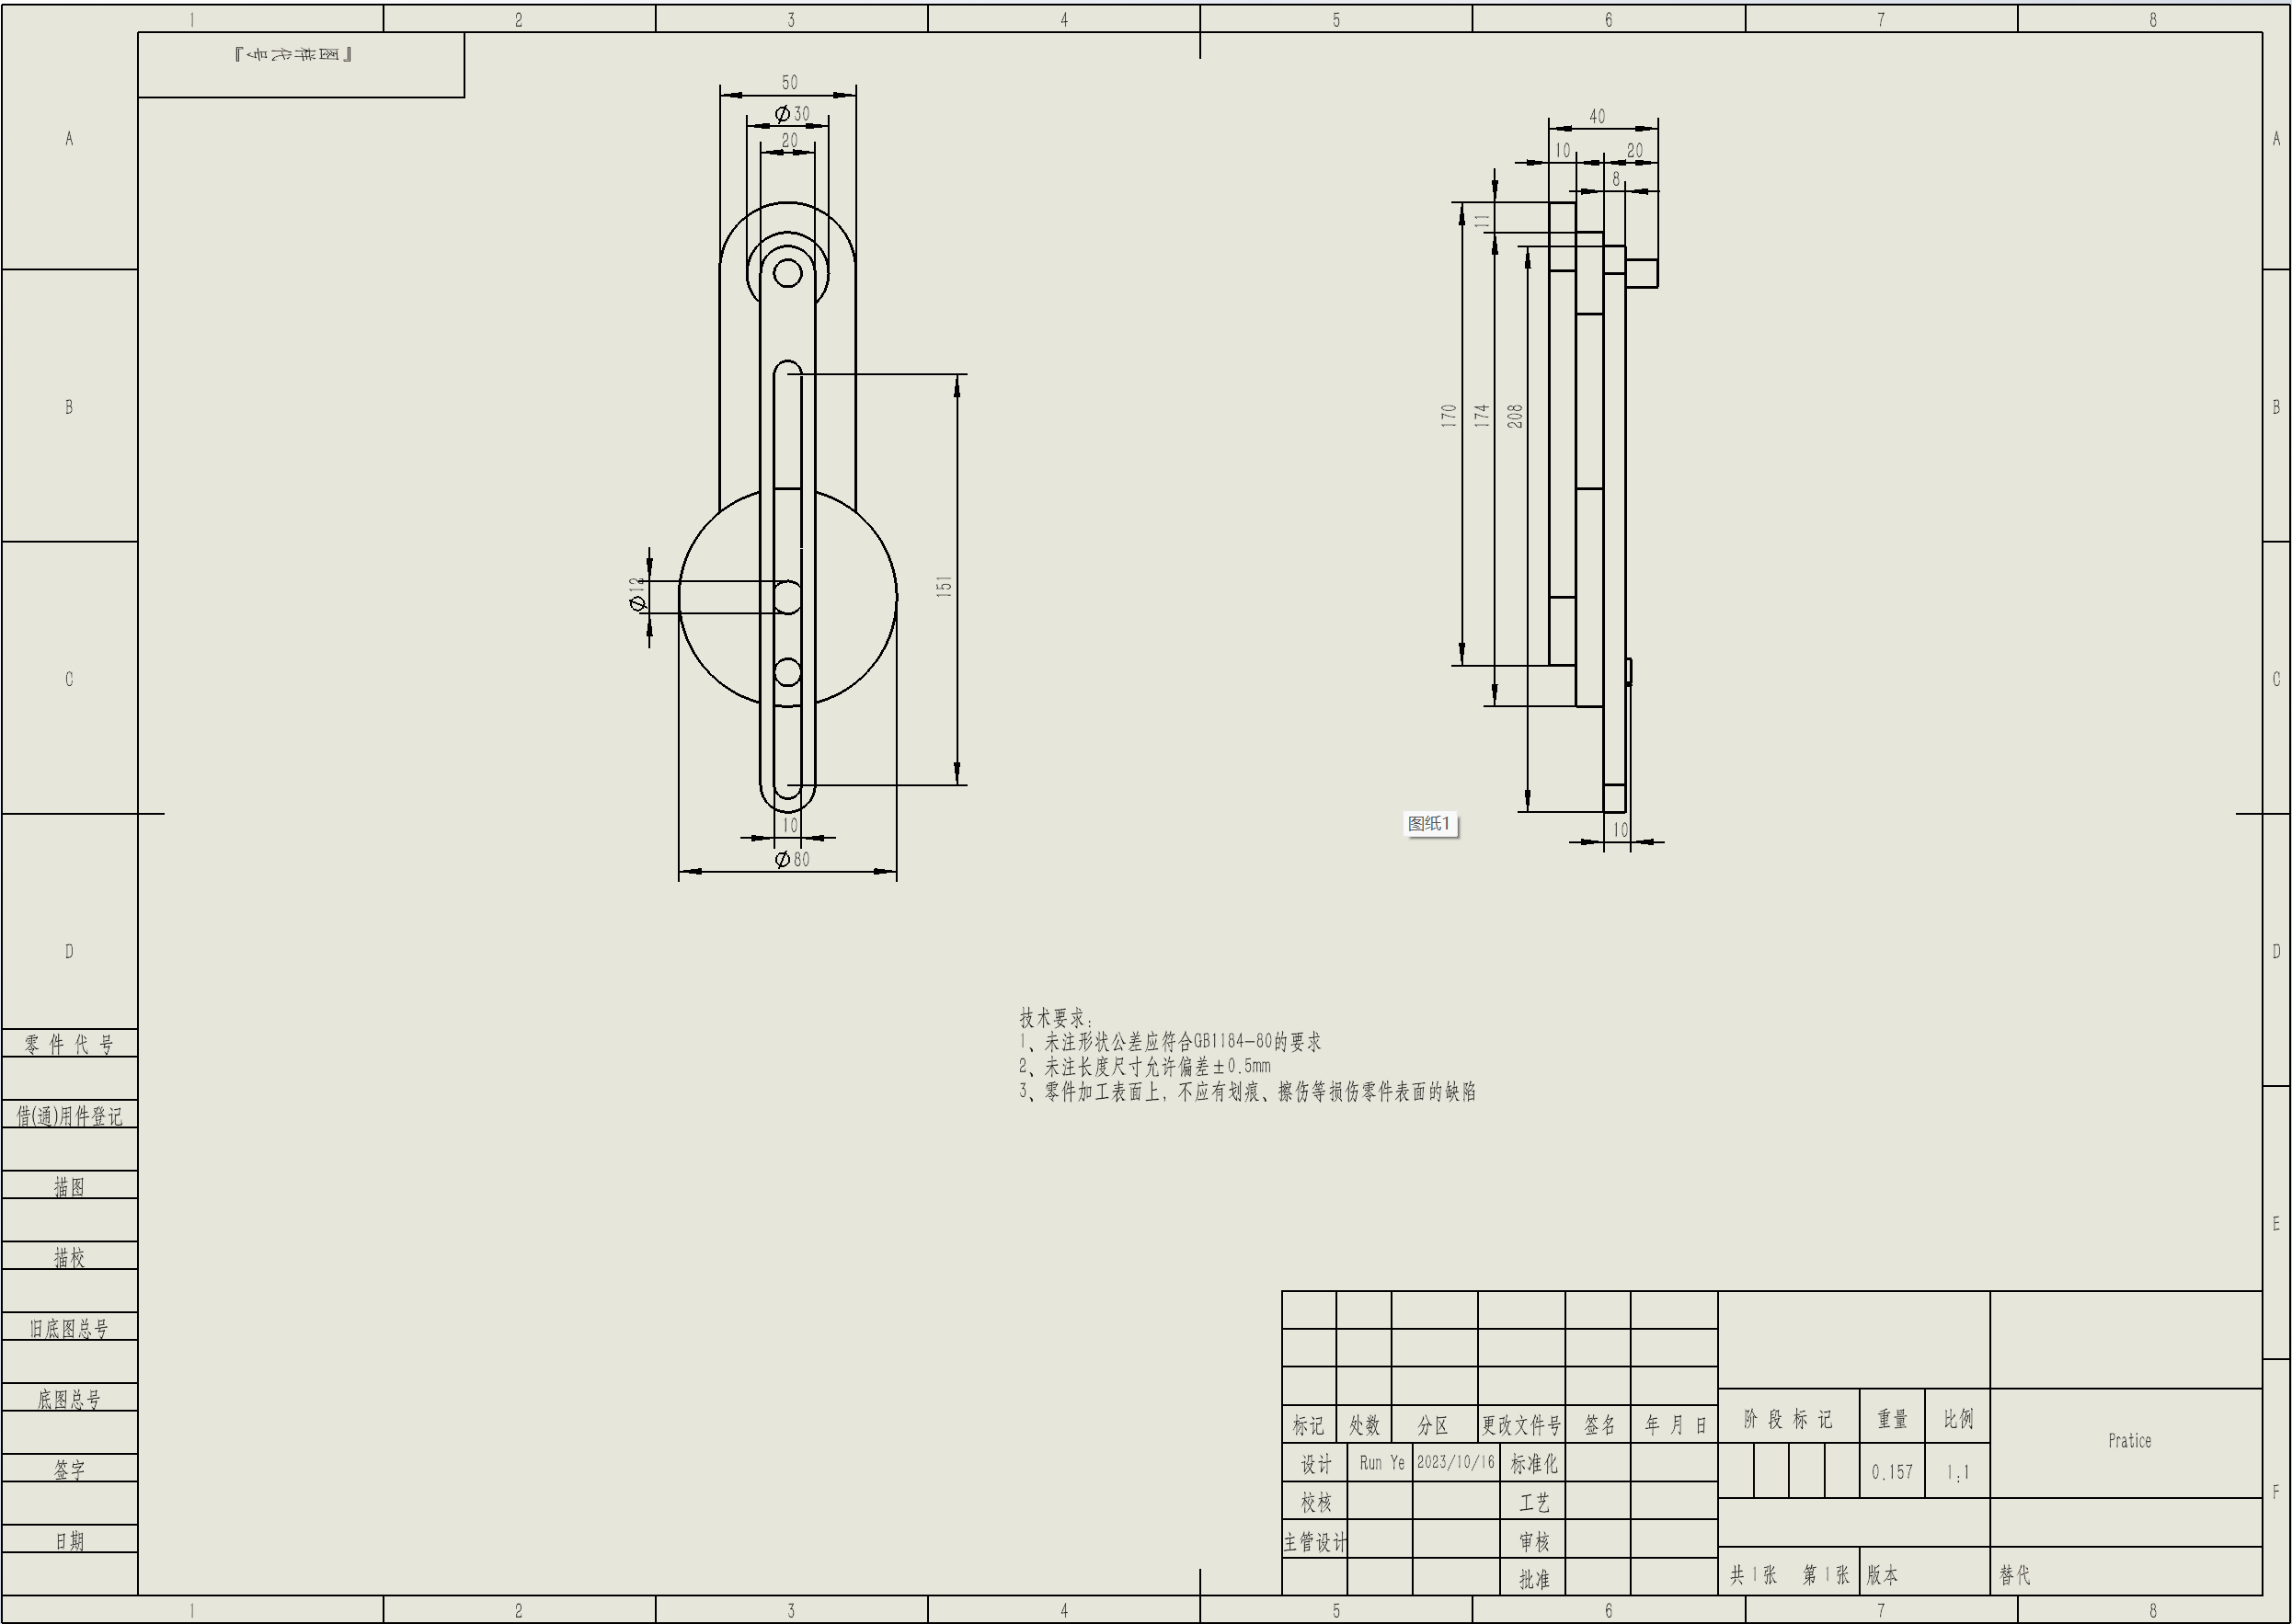 1 2 3 4 5 6 7 8
『图样代号』
50
Ø30
20
40
10 20
8
11
A A
B B
170 174 208
Ø12
151
C C
10
Ø80
图纸1
10
D D
技术要求:
1、未注形状公差应符合GB1184-80的要求
2、未注长度尺寸允许偏差±0.5mm
3、零件加工表面上，不应有划痕、擦伤等损伤零件表面的缺陷
零件代号
借(通)用件登记
描图
描校
旧底图总号
底图总号
签字
日期
E
F
标记 处数 分区 更改文件号 签名 年月日 阶段标记 重量 比例
Pratice
设计 Run Ye 2023/10/16 标准化 0.157 1:1
校核 工艺
主管设计 审核
批准 共1张 第1张 版本 替代
1 2 3 4 5 6 7 8